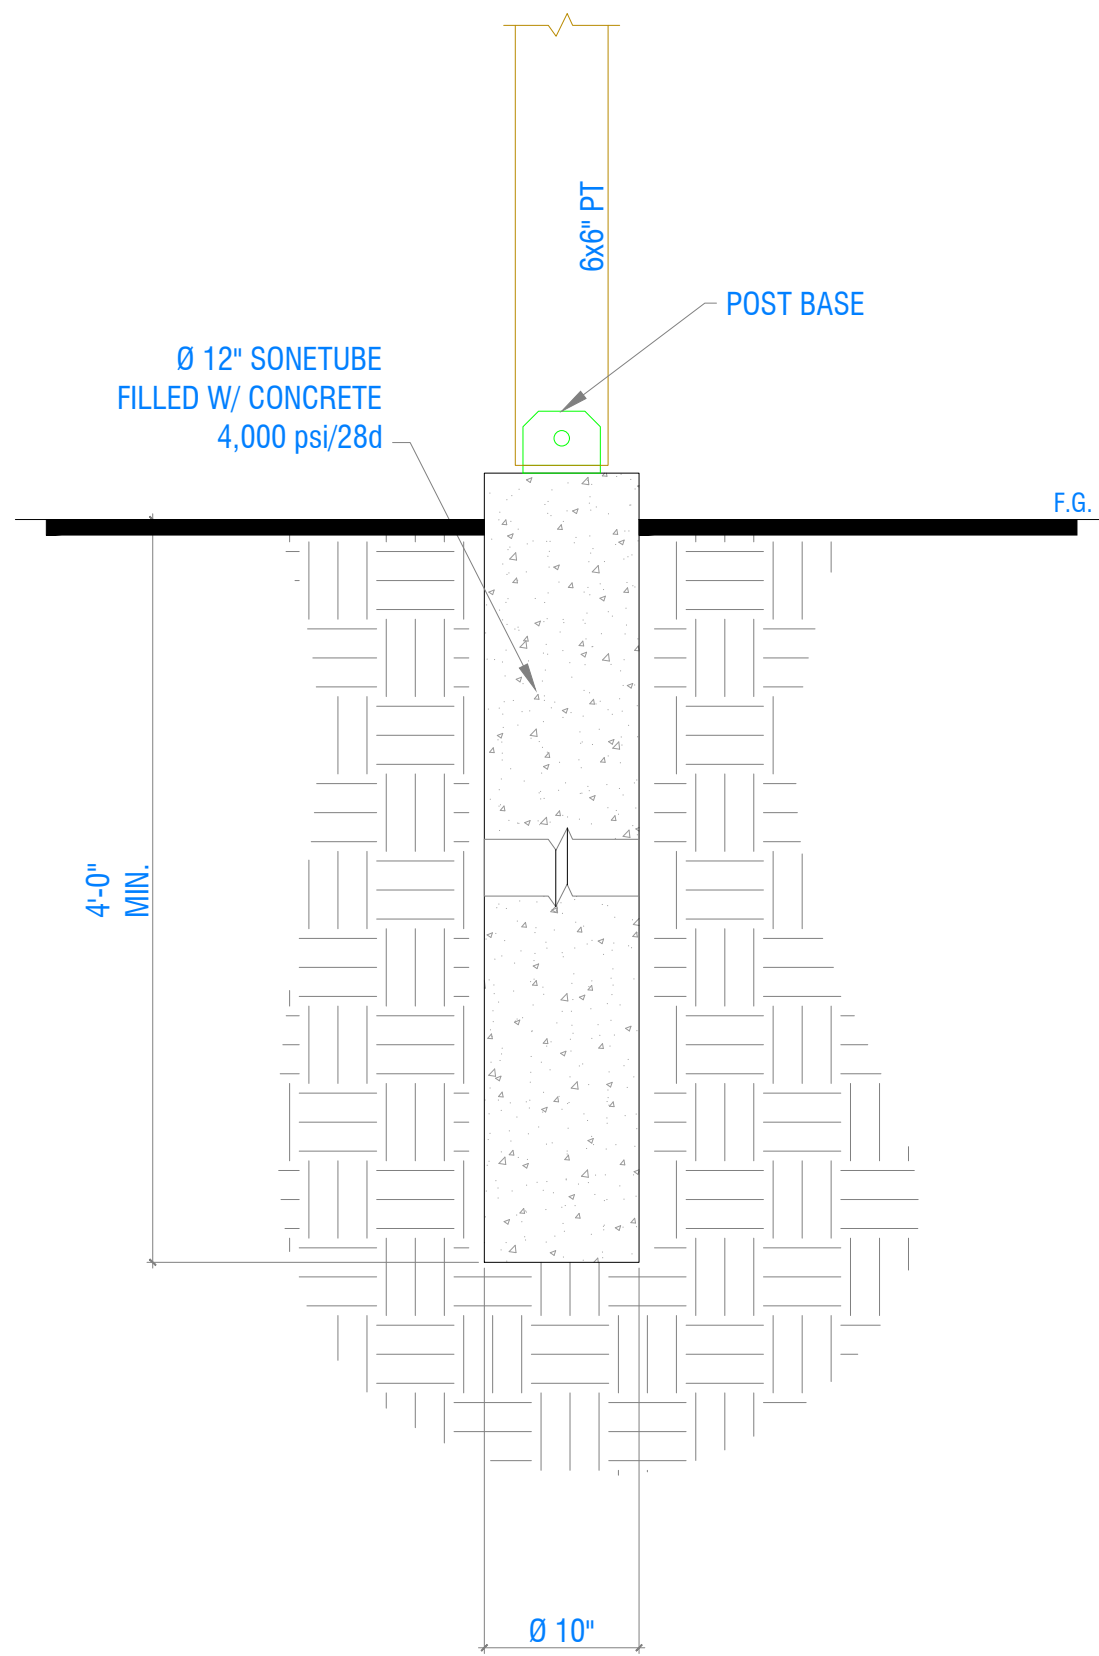 6x6" PT
POST BASE
Ø 12" SONETUBE
FILLED W/ CONCRETE
4,000 psi/28d
F.G.
4'-0"
MIN.
Ø 10"